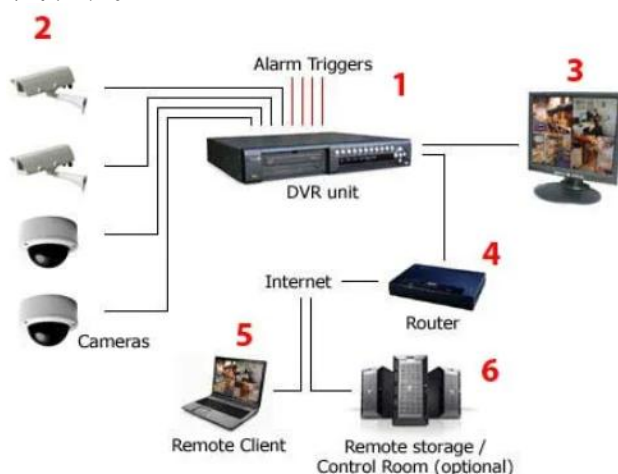 2
Alarm Triggers
1
3
DVR unit
4
Internet
Router
Cameras
5
6
Remote Client
Remote storage /
Control Room (optional)